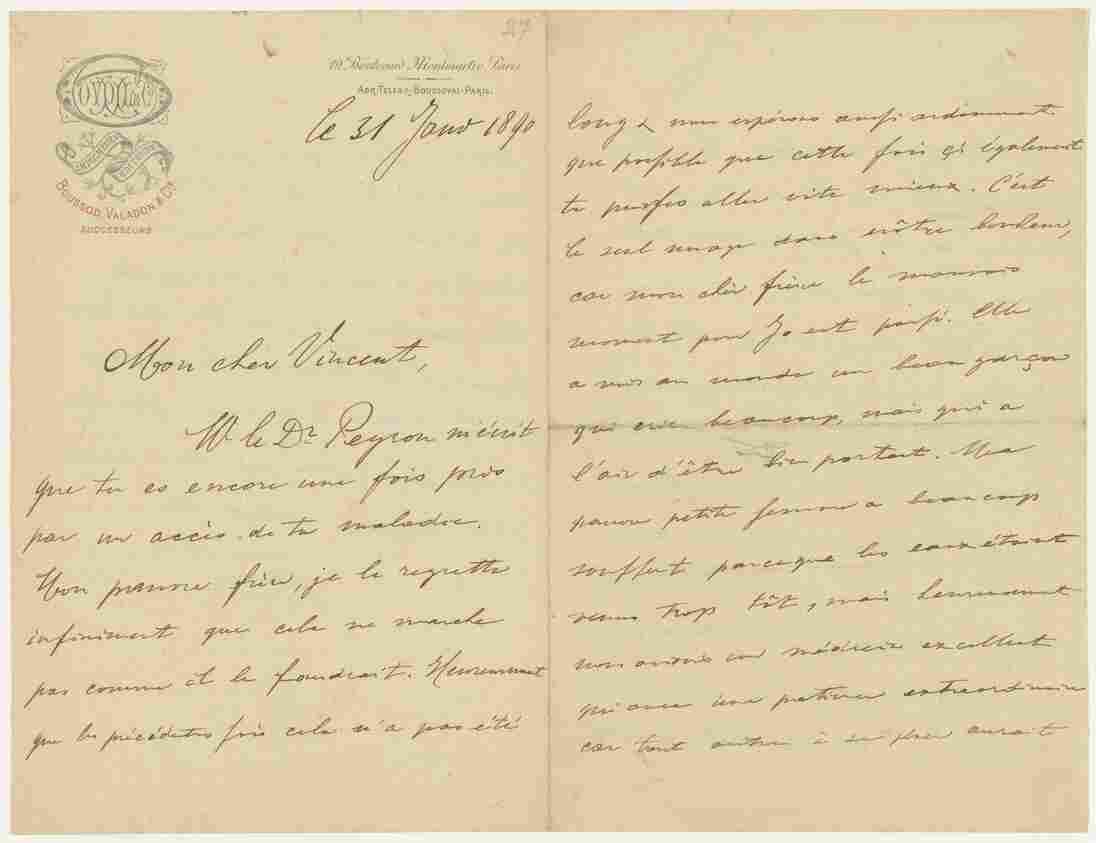 27
GOUPIL & Cie
BOUSSOD, VALADON & Cie
SUCCESSEURS
19 Boulevard Montmartre Paris
ADR. TELEG: BOUSSOVAL-PARIS.
le 31 Janv 1890
Mon cher Vincent,
M. le Dr Peyron m'écrit
que tu es encore une fois pris
par un accès de ta maladie.
Mon pauvre frère, je le regrette
infiniment que cela ne marche
pas comme il le faudrait. Heureusement
que les précédentes fois cela n'a pas été
long & nous espérons aussi ardemment
que possible que cette fois çi également
tu puisses aller vite mieux. C'est
le seul nuage dans nôtre bonheur,
car mon cher frère le mauvais
moment pour Jo est passé. Elle
a mis au monde un beau garçon
qui crie beaucoup, mais qui a
l'air d'être bien portant. Ma
pauvre petite femme a beaucoup
souffert parceque les eaux étaient
venus trop tôt, mais heureusement
nous avions un médecin excellent
qui avec une patience extraordinaire
car tout autre à sa place aurait